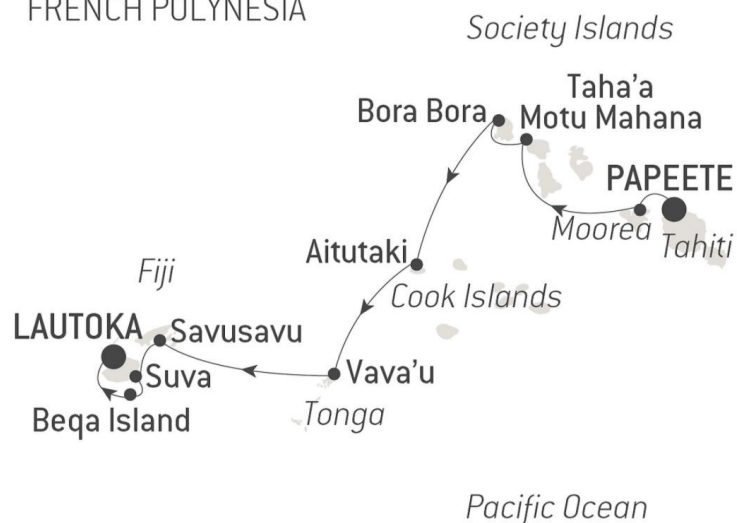 FRENCH POLYNESIA
Society Islands
Taha'a
Bora Bora
Motu Mahana
PAPEETE
Moorea
Tahiti
Aitutaki
Fiji
Cook Islands
LAUTOKA
Savusavu
Suva
Vava'u
Beqa Island
Tonga
Pacific Ocean